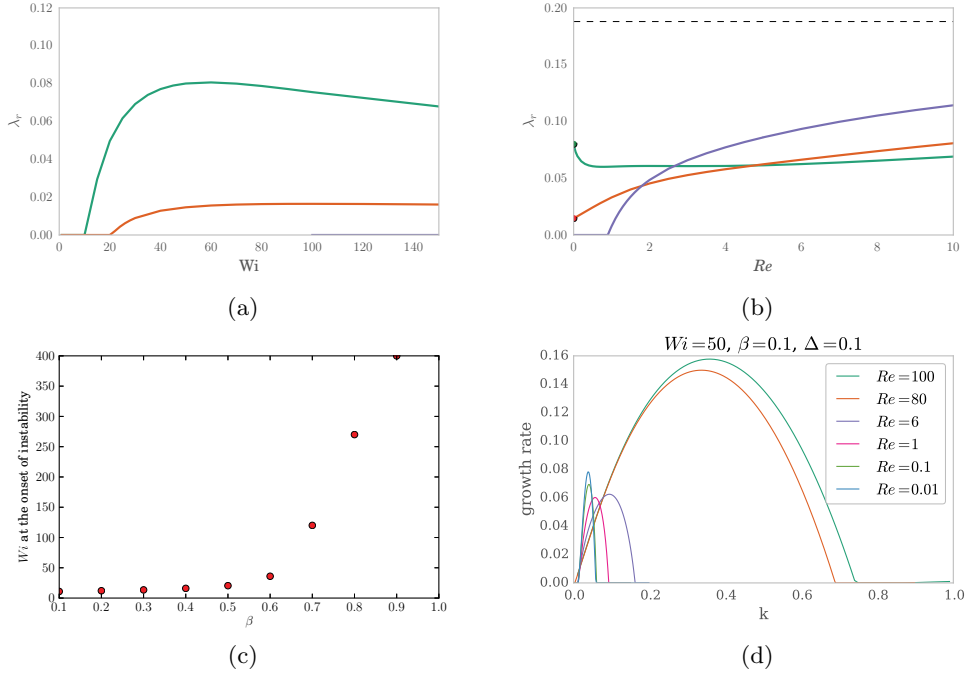 0.12
0.10
0.08
0.06
0.04
0.02
0.00
λr
0 20 40 60 80 100 120 140
Wi
(a)
0.20
0.15
0.10
0.05
0.00
λr
0 2 4 6 8 10
Re
(b)
400
350
300
250
200
150
100
50
0
Wi at the onset of instability
0.1 0.2 0.3 0.4 0.5 0.6 0.7 0.8 0.9 1.0
β
(c)
Wi=50, β=0.1, Δ=0.1
0.16
0.14
0.12
0.10
0.08
0.06
0.04
0.02
0.00
growth rate
Re=100
Re=80
Re=6
Re=1
Re=0.1
Re=0.01
0.0 0.2 0.4 0.6 0.8 1.0
k
(d)